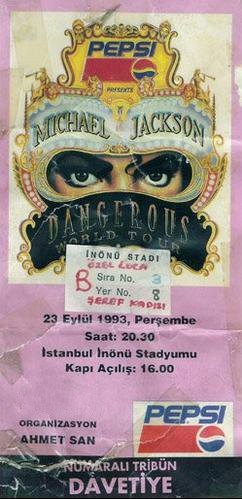 PEPSI
PRESENTS
MICHAEL JACKSON
DANGEROUS
WORLD TOUR
İNÖNÜ STADI
ÖZEL LOCA
B Sıra No. 3
Yer No. 8
ŞEREF KAPISI
23 Eylül 1993, Perşembe
Saat: 20.30
İstanbul İnönü Stadyumu
Kapı Açılış: 16.00
ORGANİZASYON
AHMET SAN
PEPSI
NUMARALI TRİBÜN
DAVETİYE